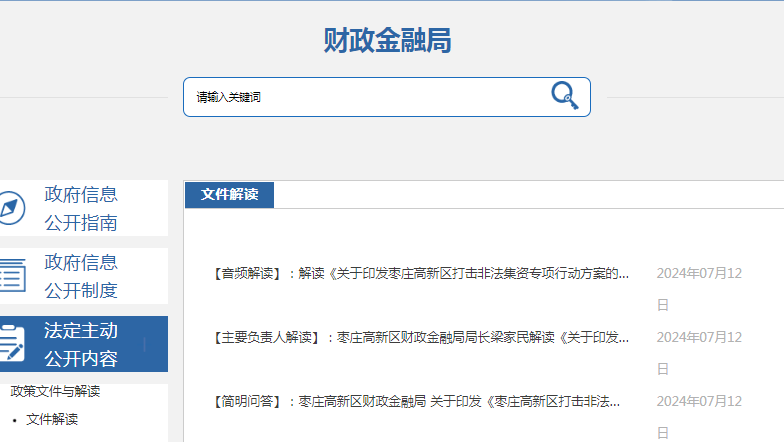 财政金融局
请输入关键词
政府信息
公开指南
政府信息
公开制度
法定主动
公开内容
政策文件与解读
• 文件解读
文件解读
【音频解读】：解读《关于印发枣庄高新区打击非法集资专项行动方案的... 2024年07月12
日
【主要负责人解读】：枣庄高新区财政金融局局长梁家民解读《关于印发... 2024年07月12
日
【简明问答】：枣庄高新区财政金融局 关于印发《枣庄高新区打击非法... 2024年07月12
日